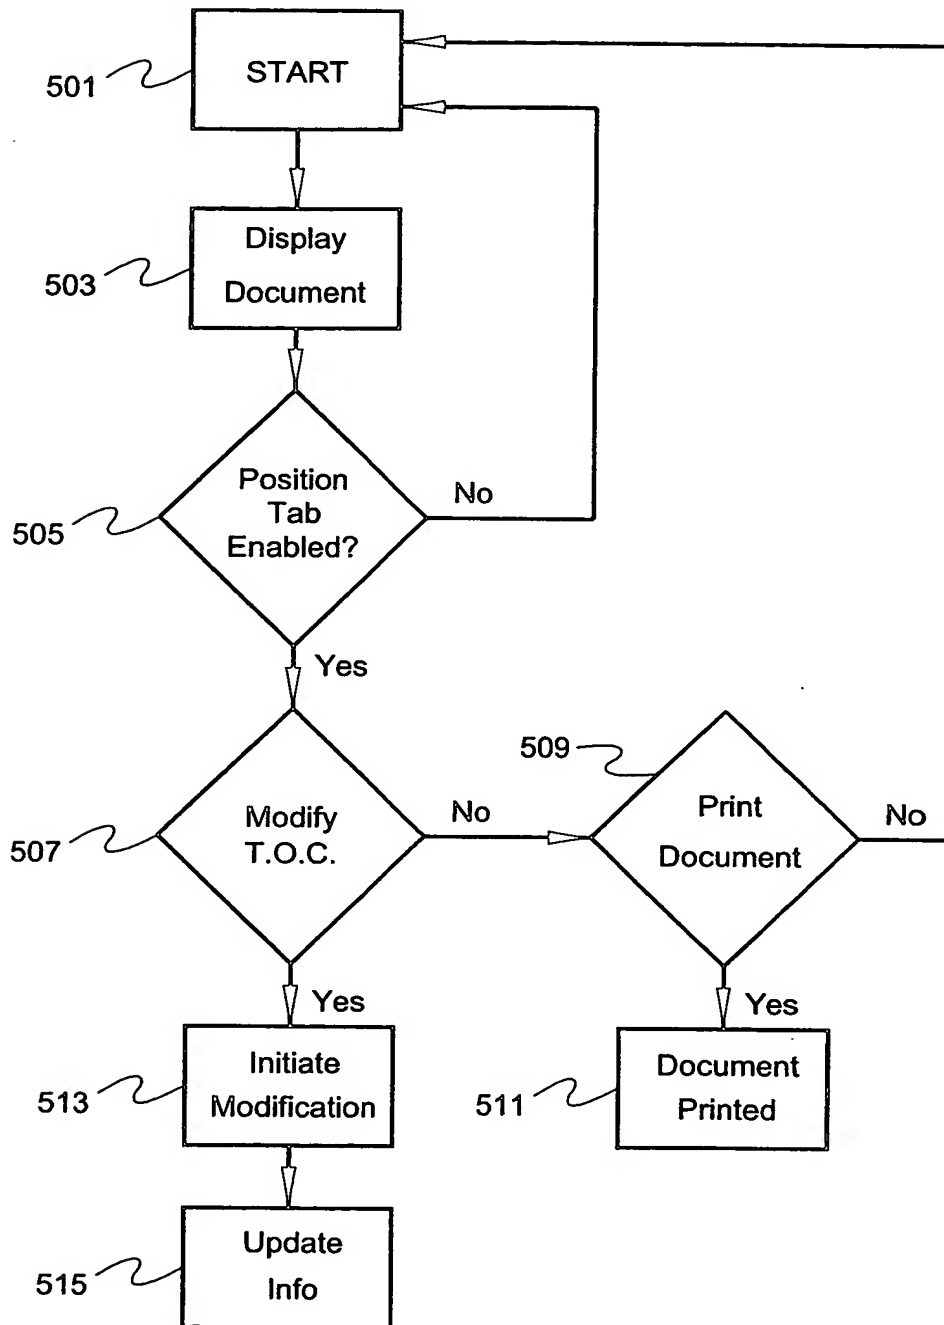 501
START
503
Display
Document
505
Position
Tab
Enabled?
No
Yes
507
Modify
T.O.C.
No
509
Print
Document
No
Yes
Yes
513
Initiate
Modification
511
Document
Printed
515
Update
Info